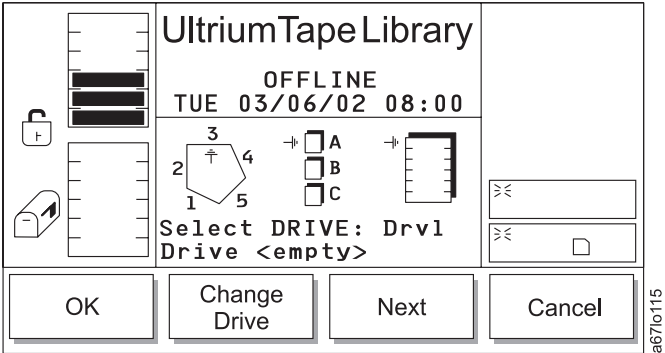 UltriumTape Library
OFFLINE
TUE 03/06/02 08:00
3
2
4
1
5
A
B
C
Select DRIVE: Drvl
Drive <empty>
OK
Change
Drive
Next
Cancel
a67lo115